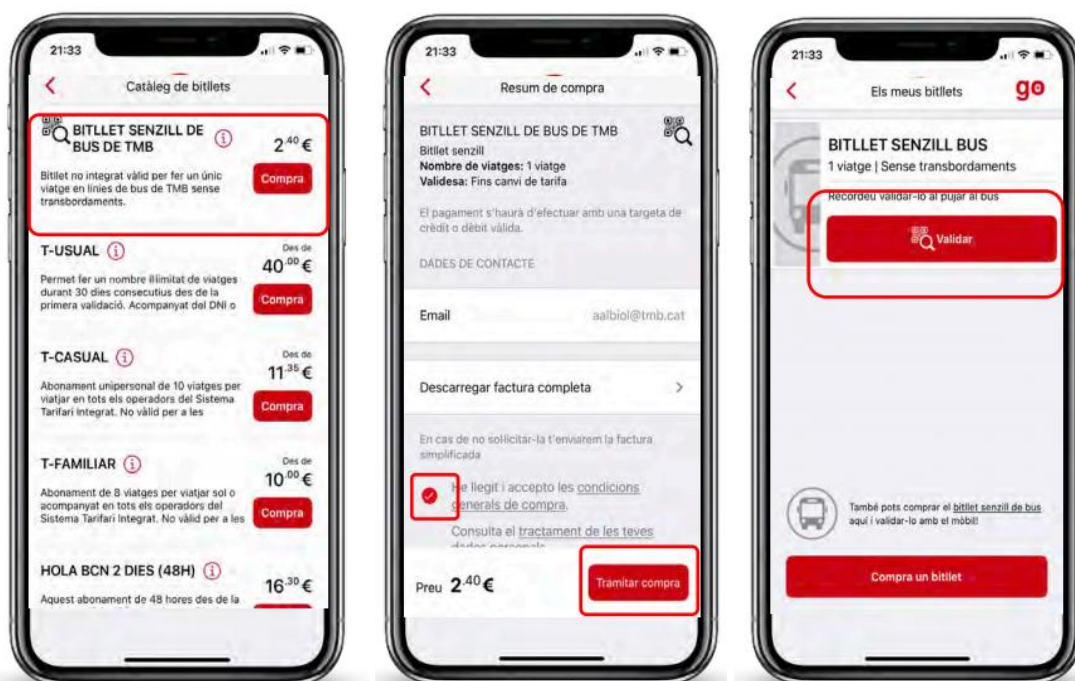 21:33
Catàleg de bitllets
BITLLET SENZILL DE
BUS DE TMB
2.40 €
Bitllet no integrat vàlid per fer un únic
viatge en línies de bus de TMB sense
transbordaments.
Compra
T-USUAL
Des de
40.00 €
Permet fer un nombre il·limitat de viatges
durant 30 dies consecutius des de la
primera validació. Acompanyat del DNI o
Compra
T-CASUAL
Des de
11.35 €
Abonament unipersonal de 10 viatges per
viatjar en tots els operadors del Sistema
Tarifari Integrat. No vàlid per a les
Compra
T-FAMILIAR
Des de
10.00 €
Abonament de 8 viatges per viatjar sol o
acompanyat en tots els operadors del
Sistema Tarifari Integrat. No vàlid per a les
Compra
HOLA BCN 2 DIES (48H)
16.30 €
Aquest abonament de 48 hores des de la
21:33
Resum de compra
BITLLET SENZILL DE BUS DE TMB
Bitllet senzill
Nombre de viatges: 1 viatge
Validesa: Fins canvi de tarifa
El pagament s'haurà d'efectuar amb una targeta de
crèdit o dèbit vàlida.
DADES DE CONTACTE
Email
aalbiol@tmb.cat
Descarregar factura completa
En cas de no sol·licitar-la t'enviarem la factura
simplificada
He llegit i accepto les condicions
generals de compra.
Consulta el tractament de les teves
dades personals
Preu 2.40 €
Tramitar compra
21:33
Els meus bitllets
go
BITLLET SENZILL BUS
1 viatge | Sense transbordaments
Recordeu validar-lo al pujar al bus
Validar
També pots comprar el bitllet senzill de bus
aquí i validar-lo amb el mòbil!
Compra un bitllet